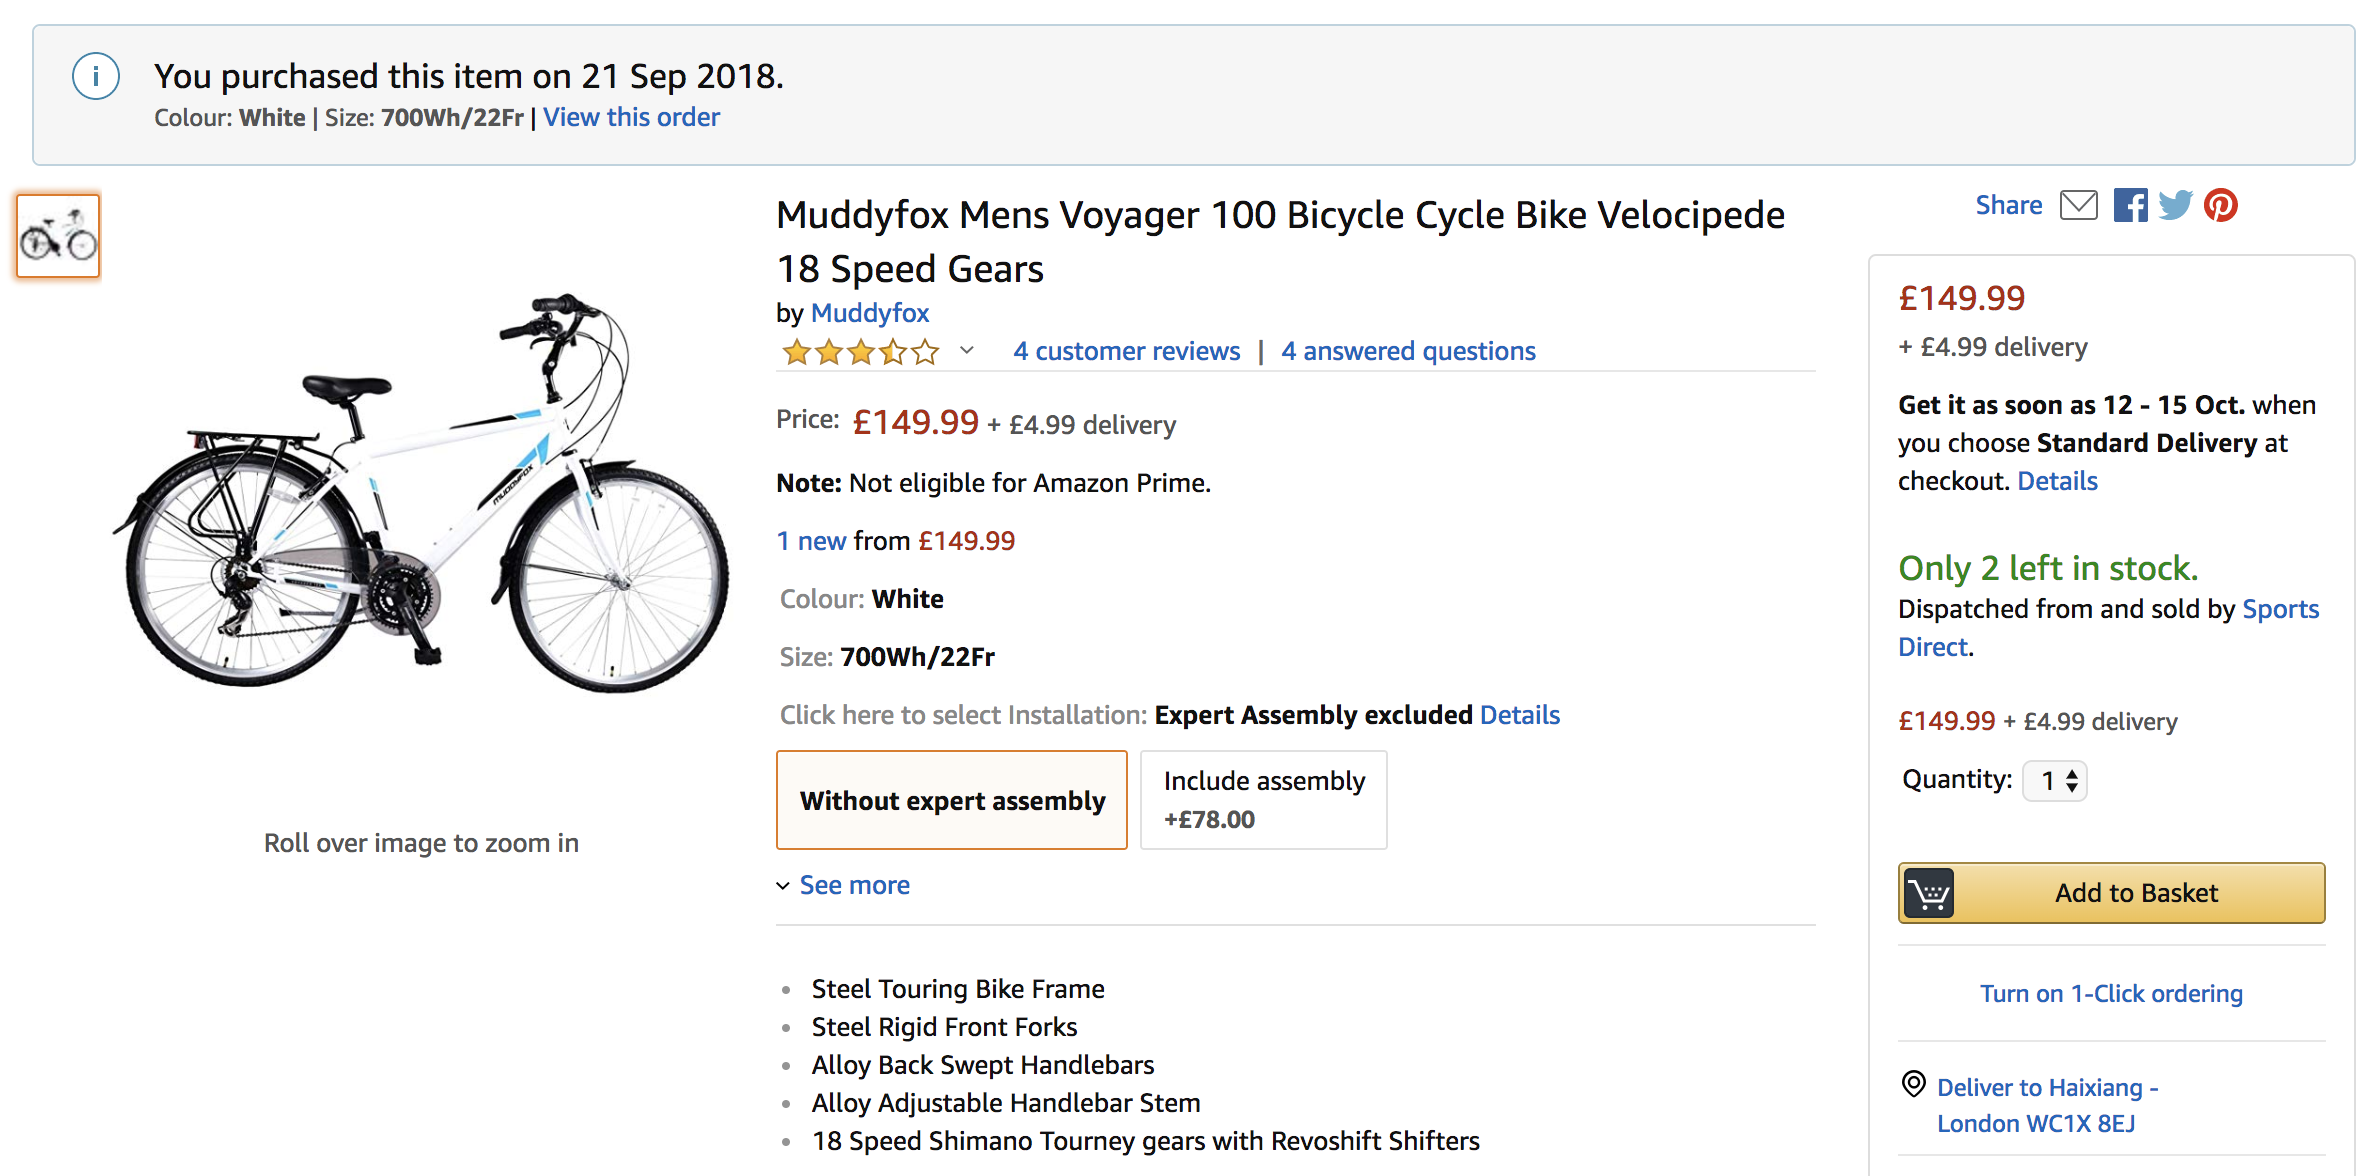 You purchased this item on 21 Sep 2018.
Colour: White | Size: 700Wh/22Fr | View this order
Muddyfox Mens Voyager 100 Bicycle Cycle Bike Velocipede
18 Speed Gears
by Muddyfox
4 customer reviews | 4 answered questions
Price: £149.99 + £4.99 delivery
Note: Not eligible for Amazon Prime.
1 new from £149.99
Colour: White
Size: 700Wh/22Fr
Click here to select Installation: Expert Assembly excluded Details
Without expert assembly
Include assembly
+£78.00
See more
Steel Touring Bike Frame
Steel Rigid Front Forks
Alloy Back Swept Handlebars
Alloy Adjustable Handlebar Stem
18 Speed Shimano Tourney gears with Revoshift Shifters
MUDDYFOX
Roll over image to zoom in
Share
£149.99
+ £4.99 delivery
Get it as soon as 12 - 15 Oct. when
you choose Standard Delivery at
checkout. Details
Only 2 left in stock.
Dispatched from and sold by Sports
Direct.
£149.99 + £4.99 delivery
Quantity: 1
Add to Basket
Turn on 1-Click ordering
Deliver to Haixiang -
London WC1X 8EJ